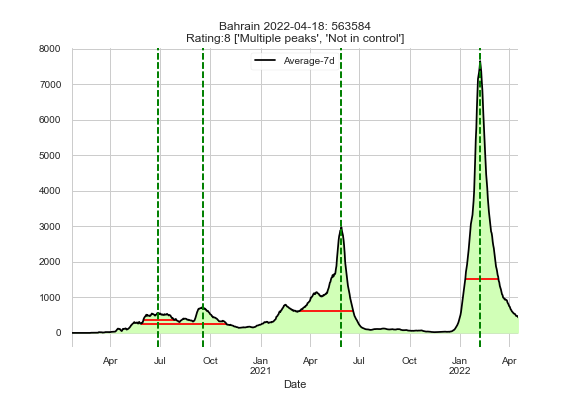 Bahrain 2022-04-18: 563584
Rating:8 ['Multiple peaks', 'Not in control']
Average-7d
8000
7000
6000
5000
4000
3000
2000
1000
0
Apr Jul Oct Jan Apr Jul Oct Jan Apr
2021 2022
Date